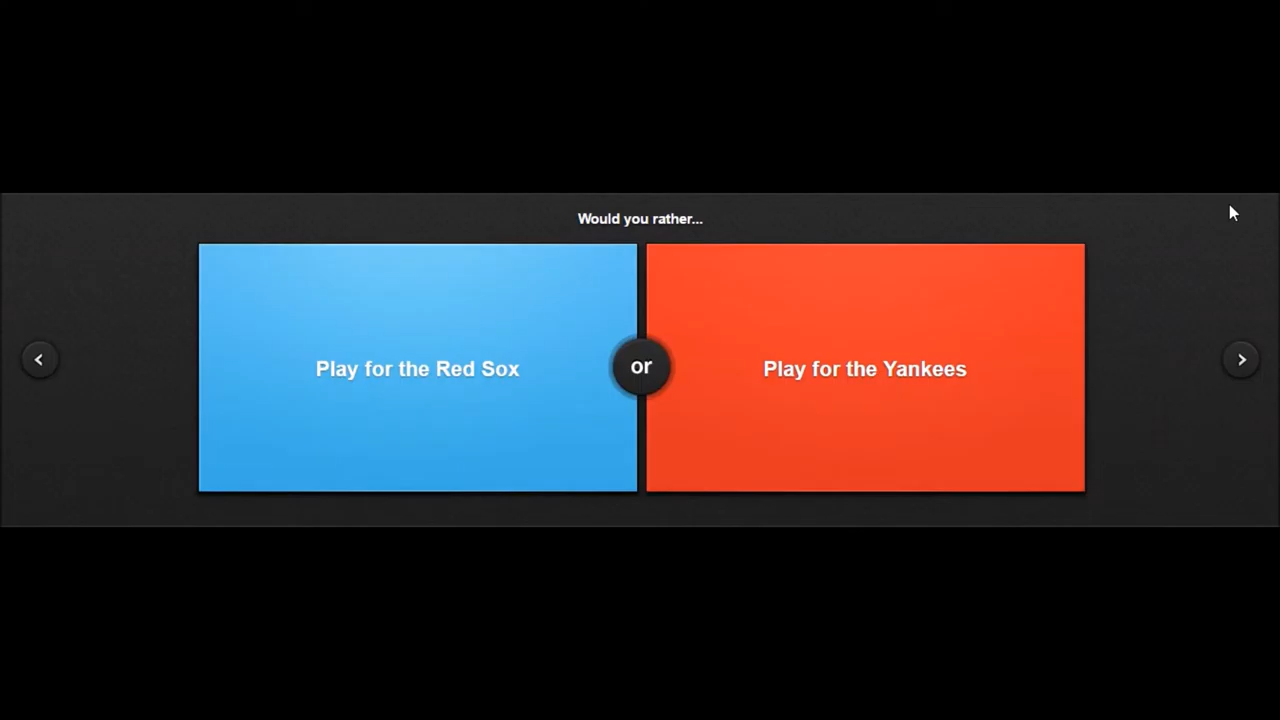 Would you rather...
Play for the Red Sox
or
Play for the Yankees